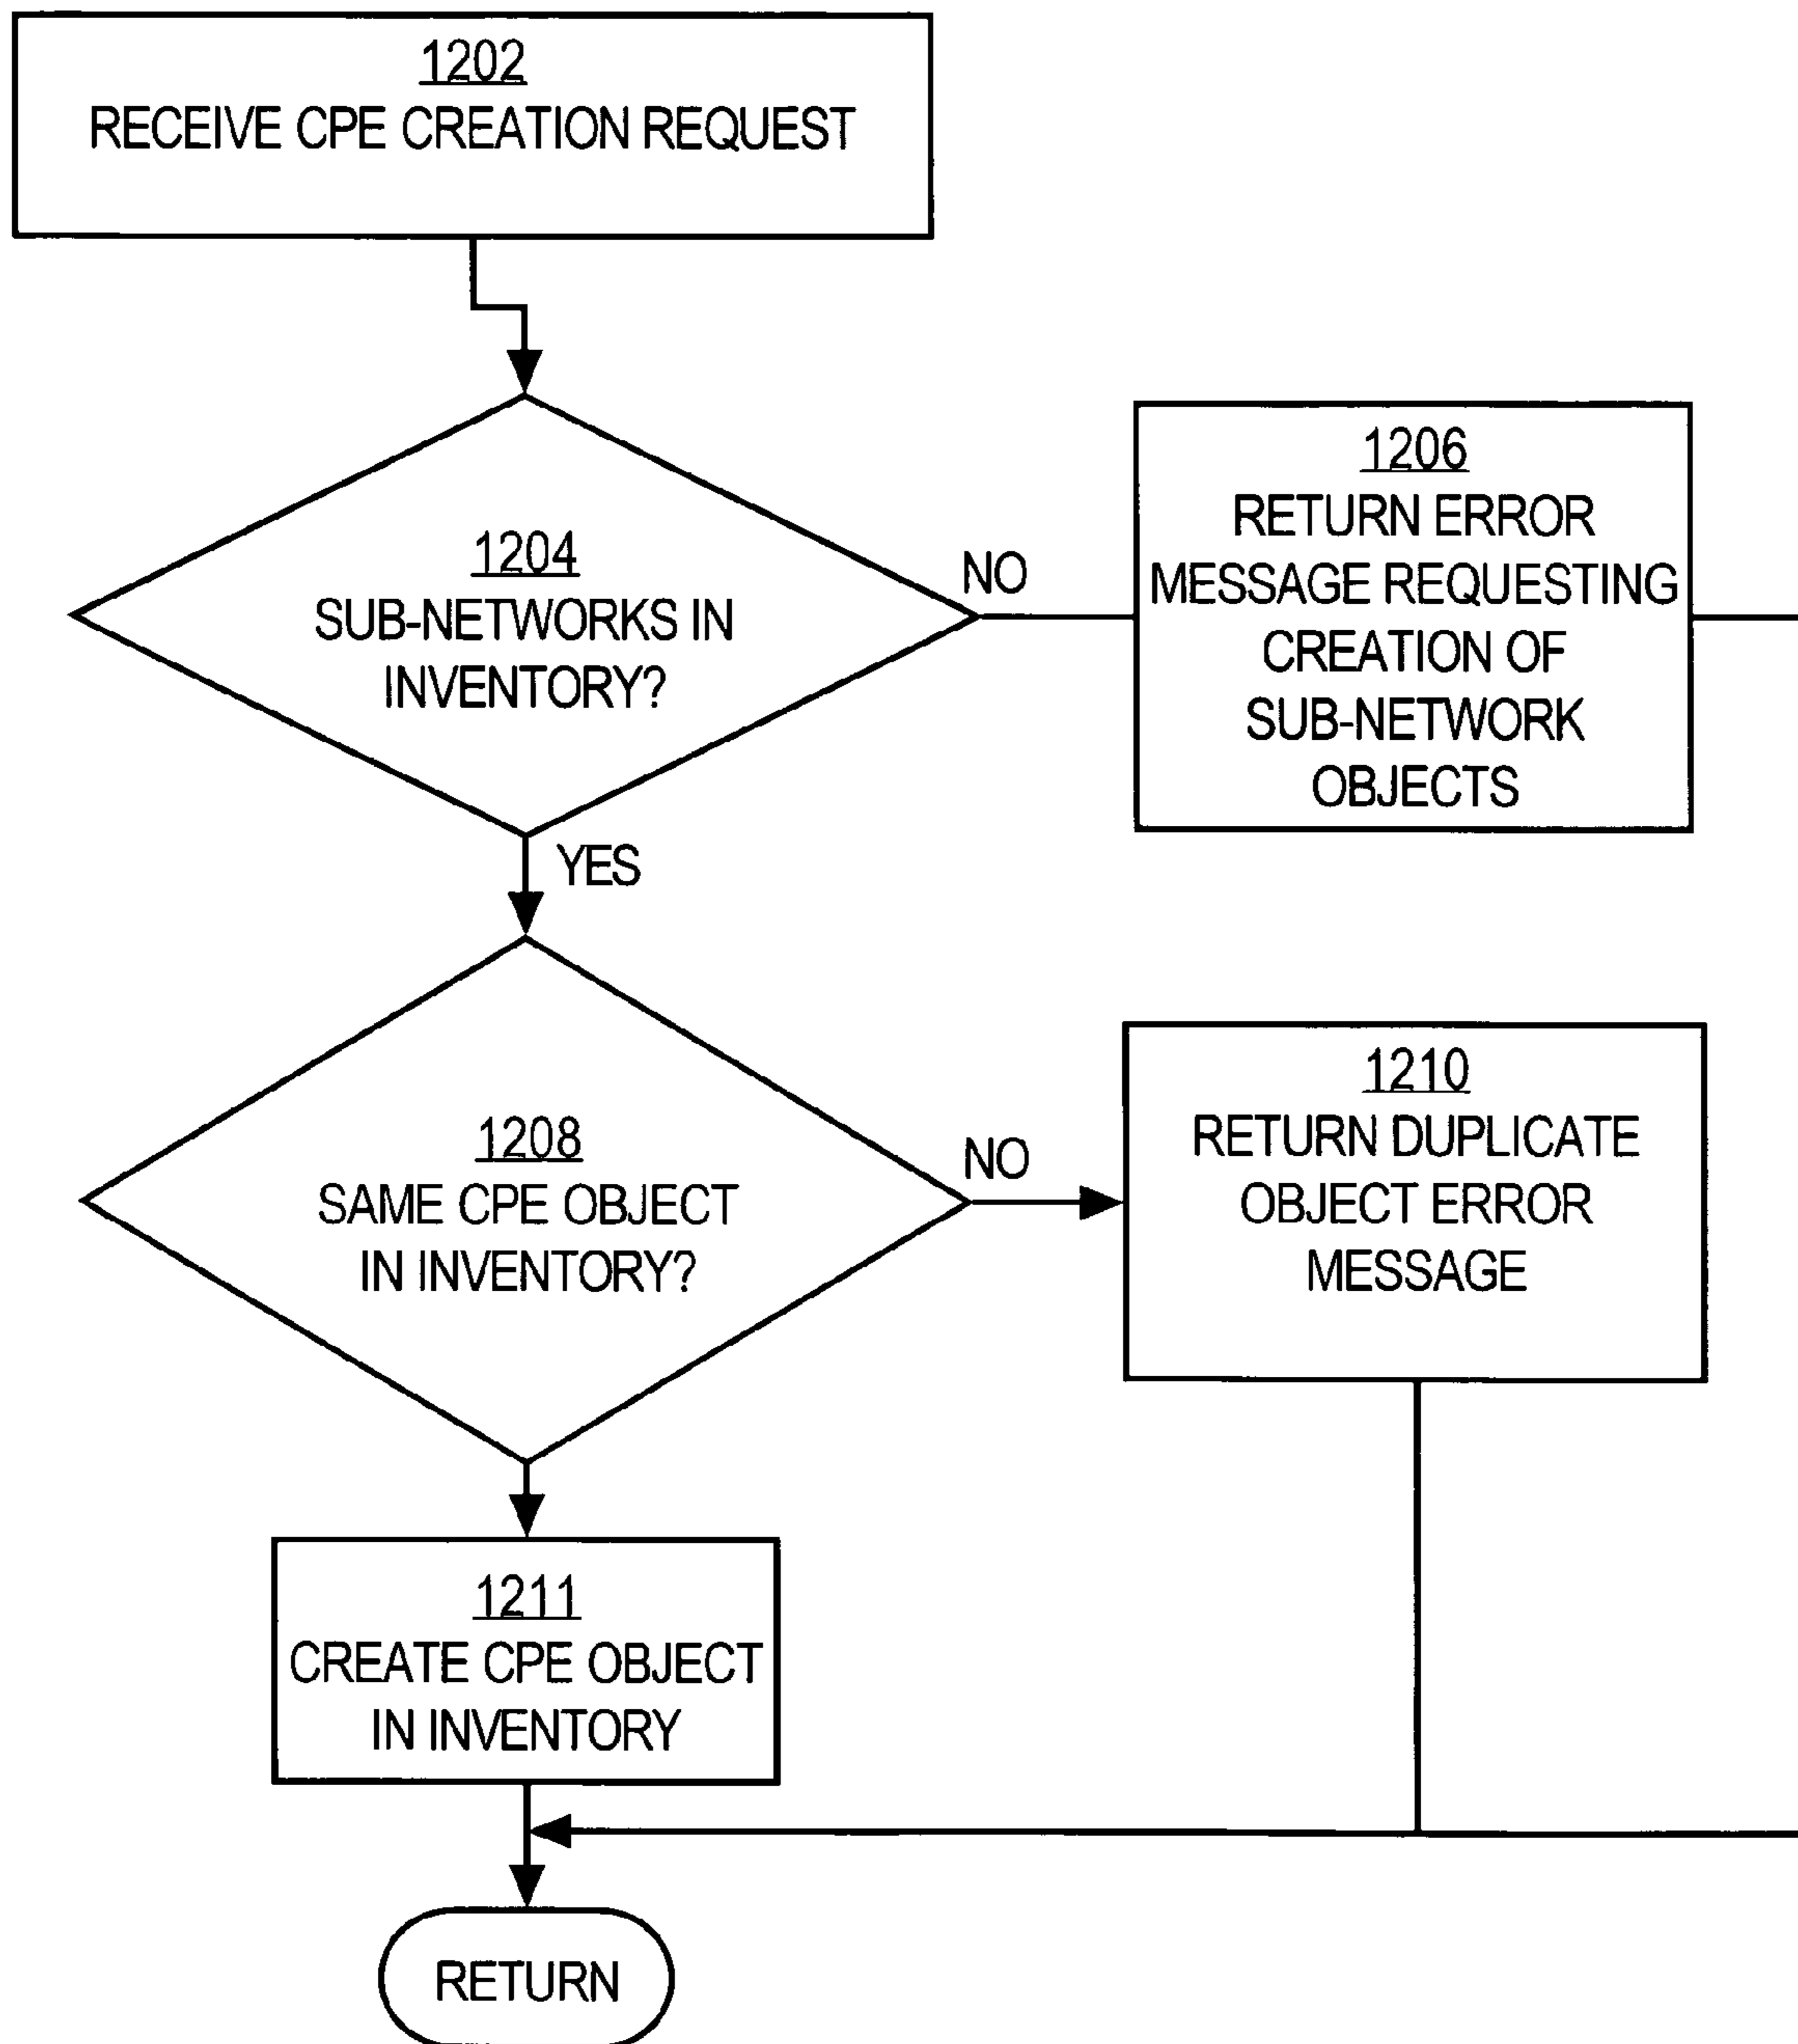 1202
RECEIVE CPE CREATION REQUEST
1204
SUB-NETWORKS IN
INVENTORY?
NO
1206
RETURN ERROR
MESSAGE REQUESTING
CREATION OF
SUB-NETWORK
OBJECTS
YES
1208
SAME CPE OBJECT
IN INVENTORY?
NO
1210
RETURN DUPLICATE
OBJECT ERROR
MESSAGE
1211
CREATE CPE OBJECT
IN INVENTORY
RETURN